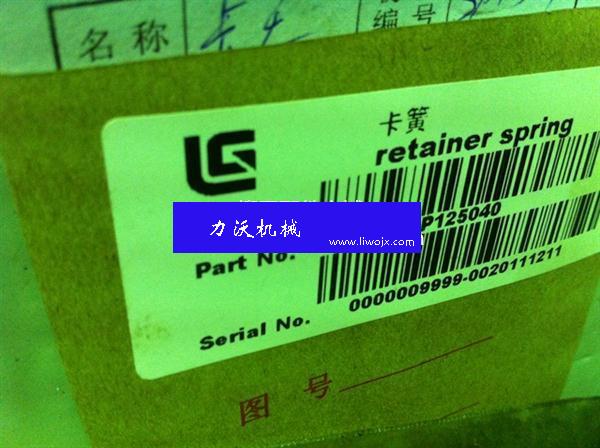 名 称
编 号
卡簧
retainer spring
力沃机械
www.liwojx.com
P125040
Part No.
0000009999-0020111211
Serial No.
图 号